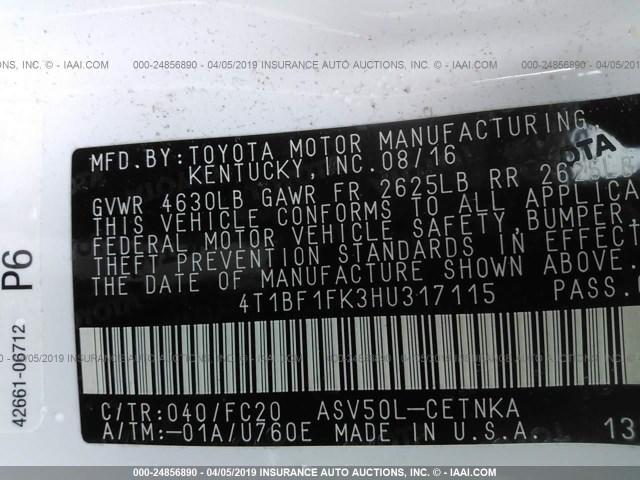 000-24856890 - 04/05/2019 INSURANCE AUTO AUCTIONS, INC. © - IAAI.COM
MFD.BY:TOYOTA MOTOR MANUFACTURING,
KENTUCKY,INC.08/16
GVWR 4630LB GAWR FR 2625LB RR
THIS VEHICLE CONFORMS TO ALL
FEDERAL MOTOR VEHICLE SAFETY,BUMPER,+
THEFT PREVENTION STANDARDS IN EFFECT
THE DATE OF MANUFACTURE SHOWN ABOVE.
4T1BF1FK3HU317115 PASS.
C/TR:040/FC20 ASV50L-CETNKA
A/TM:-01A/U760E MADE IN U.S.A. 13
42661-06712 P6
000-24856890 - 04/05/2019 INSURANCE AUTO AUCTIONS, INC. © - IAAI.COM